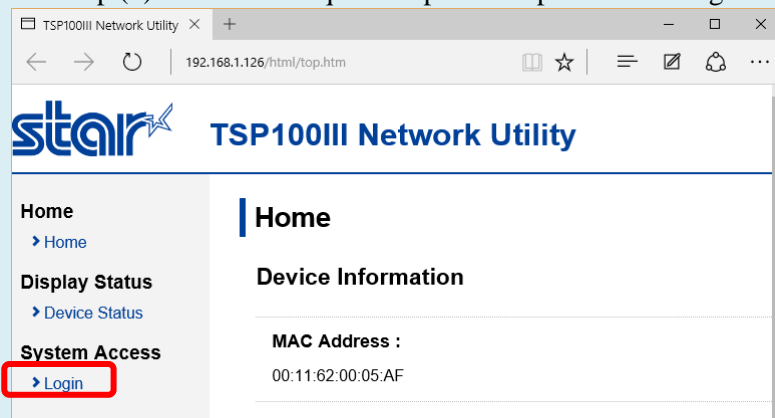 TSP100III Network Utility
192.168.1.126/html/top.htm
star
TSP100III Network Utility
Home
Home
Display Status
Device Status
System Access
Login
Home
Device Information
MAC Address :
00:11:62:00:05:AF